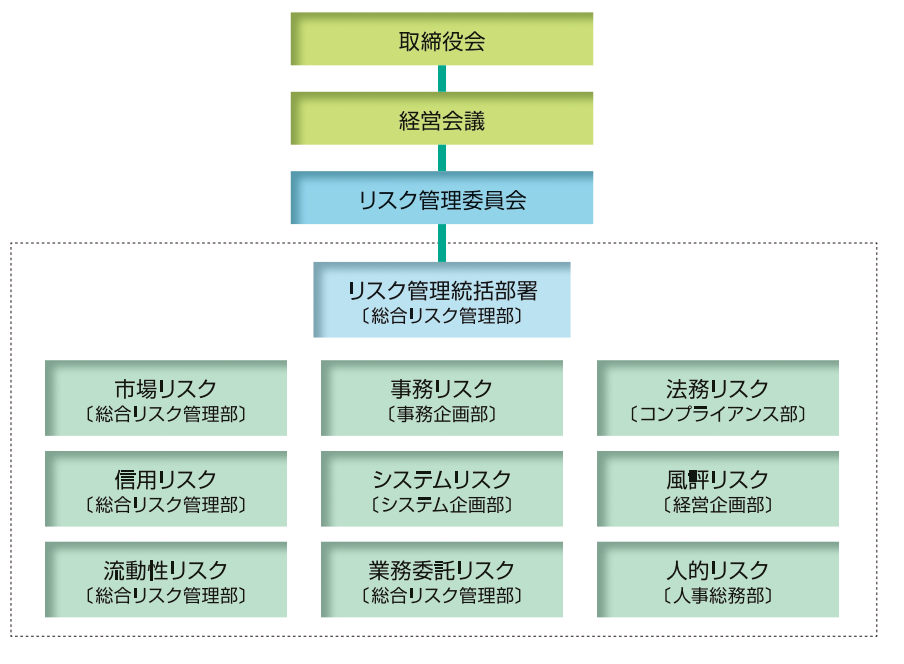 取締役会
経営会議
リスク管理委員会
リスク管理統括部署
〔総合リスク管理部〕
市場リスク
〔総合リスク管理部〕
事務リスク
〔事務企画部〕
法務リスク
〔コンプライアンス部〕
信用リスク
〔総合リスク管理部〕
システムリスク
〔システム企画部〕
風評リスク
〔経営企画部〕
流動性リスク
〔総合リスク管理部〕
業務委託リスク
〔総合リスク管理部〕
人的リスク
〔人事総務部〕